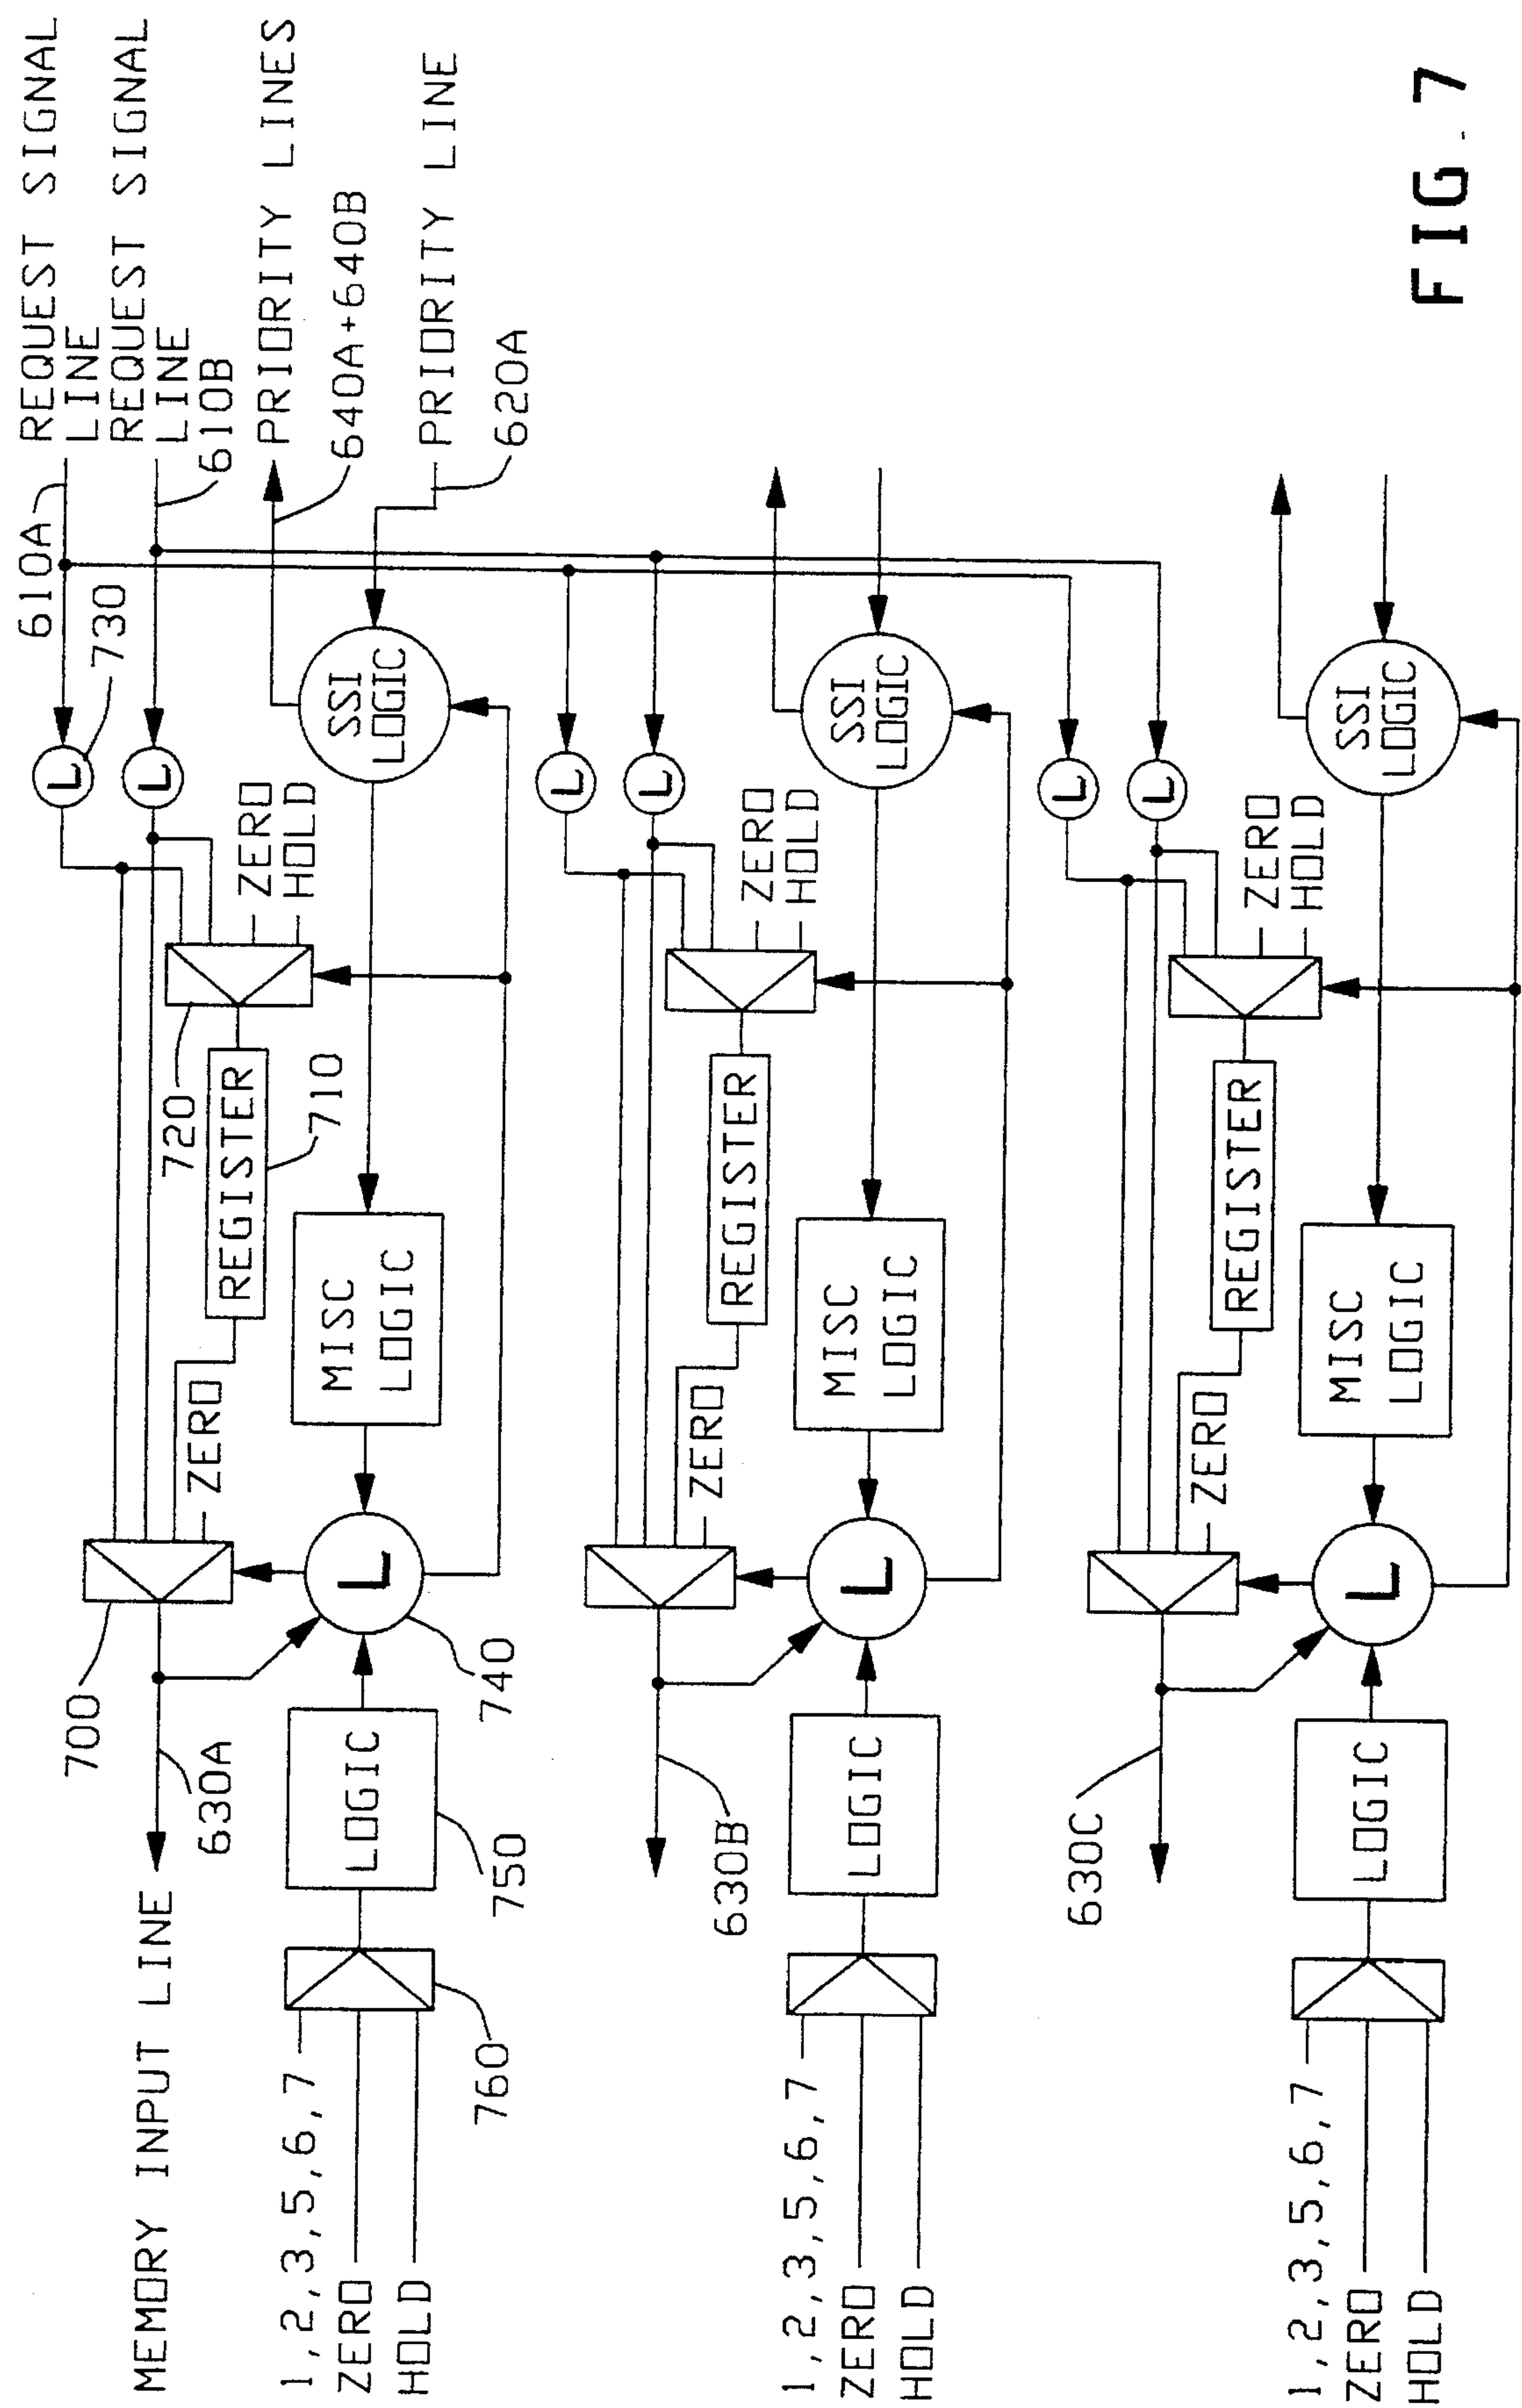 610A
REQUEST SIGNAL
LINE
REQUEST SIGNAL
LINE
610B
730
L
L
PRIORITY LINES
640A+640B
PRIORITY LINE
620A
SSI
LOGIC
ZERO
HOLD
720
REGISTER
710
MISC
LOGIC
ZERO
700
L
740
MEMORY INPUT LINE
630A
LOGIC
750
760
1,2,3,5,6,7
ZERO
HOLD
L
L
SSI
LOGIC
ZERO
HOLD
REGISTER
MISC
LOGIC
ZERO
L
630B
LOGIC
1,2,3,5,6,7
ZERO
HOLD
L
L
SSI
LOGIC
ZERO
HOLD
REGISTER
MISC
LOGIC
ZERO
L
630C
LOGIC
1,2,3,5,6,7
ZERO
HOLD
FIG.7